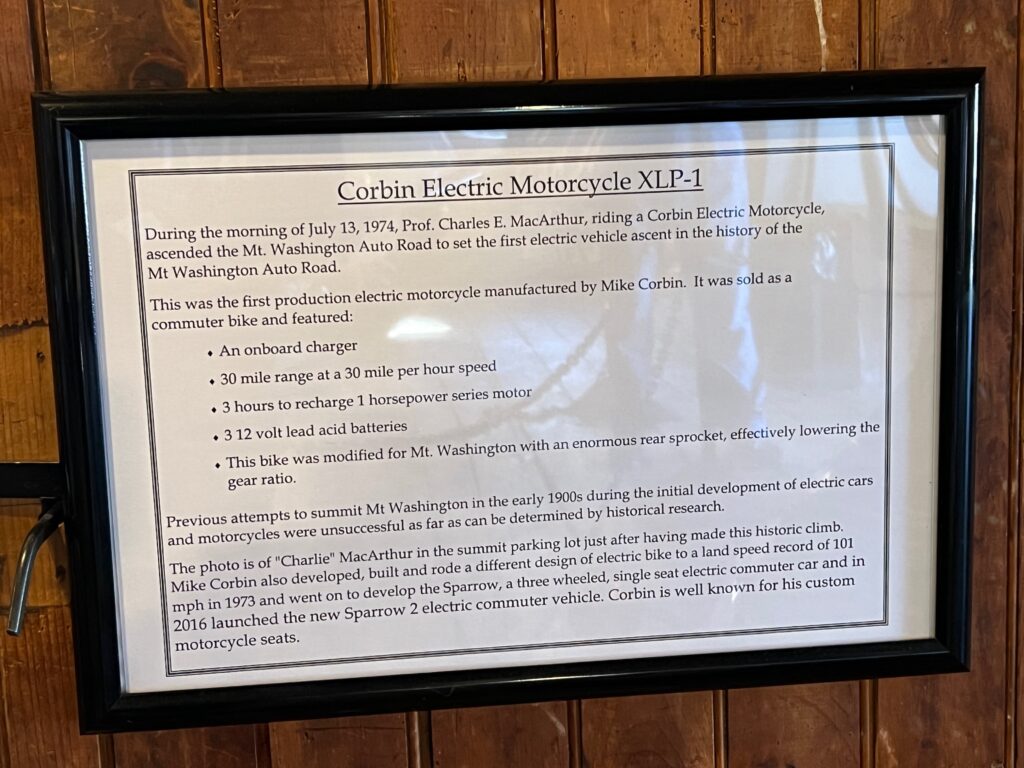 Corbin Electric Motorcycle XLP-1
During the morning of July 13, 1974, Prof. Charles E. MacArthur, riding a Corbin Electric Motorcycle,
ascended the Mt. Washington Auto Road to set the first electric vehicle ascent in the history of the
Mt Washington Auto Road.
This was the first production electric motorcycle manufactured by Mike Corbin. It was sold as a
commuter bike and featured:
⬧ An onboard charger
⬧ 30 mile range at a 30 mile per hour speed
⬧ 3 hours to recharge 1 horsepower series motor
⬧ 3 12 volt lead acid batteries
⬧ This bike was modified for Mt. Washington with an enormous rear sprocket, effectively lowering the
gear ratio.
Previous attempts to summit Mt Washington in the early 1900s during the initial development of electric cars
and motorcycles were unsuccessful as far as can be determined by historical research.
The photo is of "Charlie" MacArthur in the summit parking lot just after having made this historic climb.
Mike Corbin also developed, built and rode a different design of electric bike to a land speed record of 101
mph in 1973 and went on to develop the Sparrow, a three wheeled, single seat electric commuter car and in
2016 launched the new Sparrow 2 electric commuter vehicle. Corbin is well known for his custom
motorcycle seats.